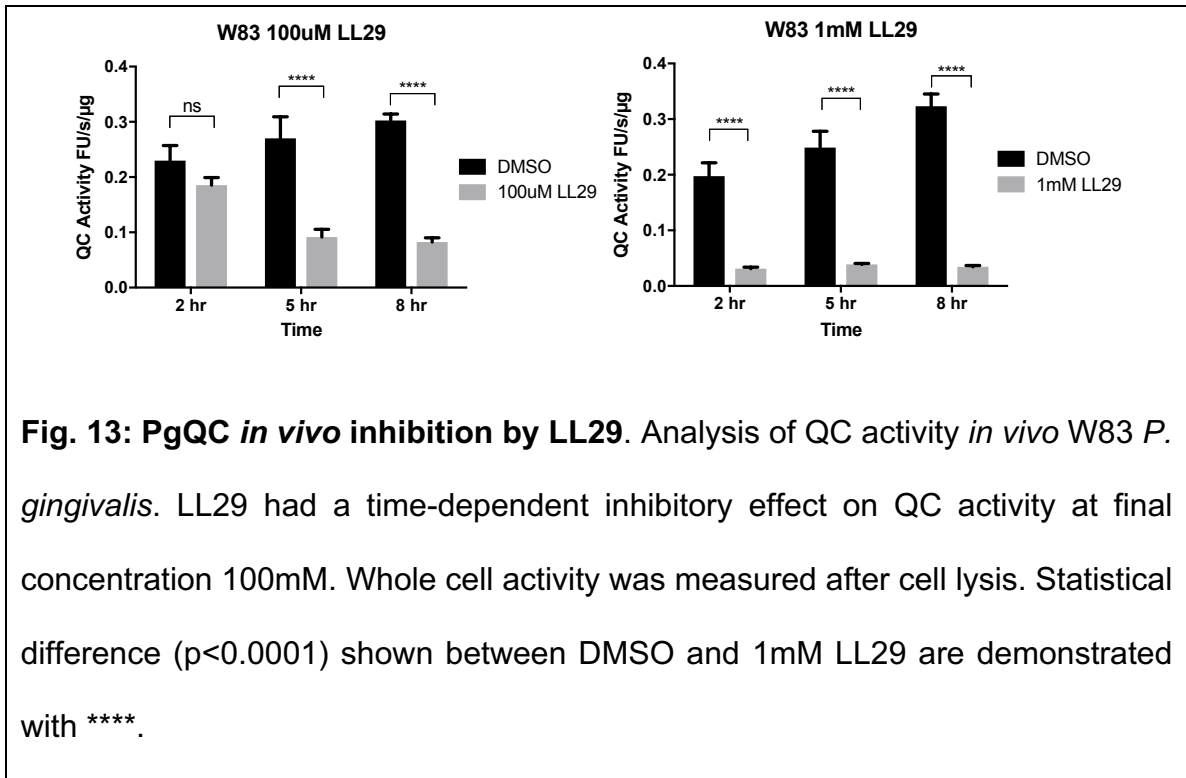 W83 100uM LL29
QC Activity FU/s/µg
0.4
0.3
0.2
0.1
0.0
ns
****
****
2 hr 5 hr 8 hr
Time
DMSO
100uM LL29
W83 1mM LL29
QC Activity FU/s/µg
0.4
0.3
0.2
0.1
0.0
****
****
****
2 hr 5 hr 8 hr
Time
DMSO
1mM LL29
Fig. 13: PgQC in vivo inhibition by LL29. Analysis of QC activity in vivo W83 P.
gingivalis. LL29 had a time-dependent inhibitory effect on QC activity at final
concentration 100mM. Whole cell activity was measured after cell lysis. Statistical
difference (p<0.0001) shown between DMSO and 1mM LL29 are demonstrated
with ****.